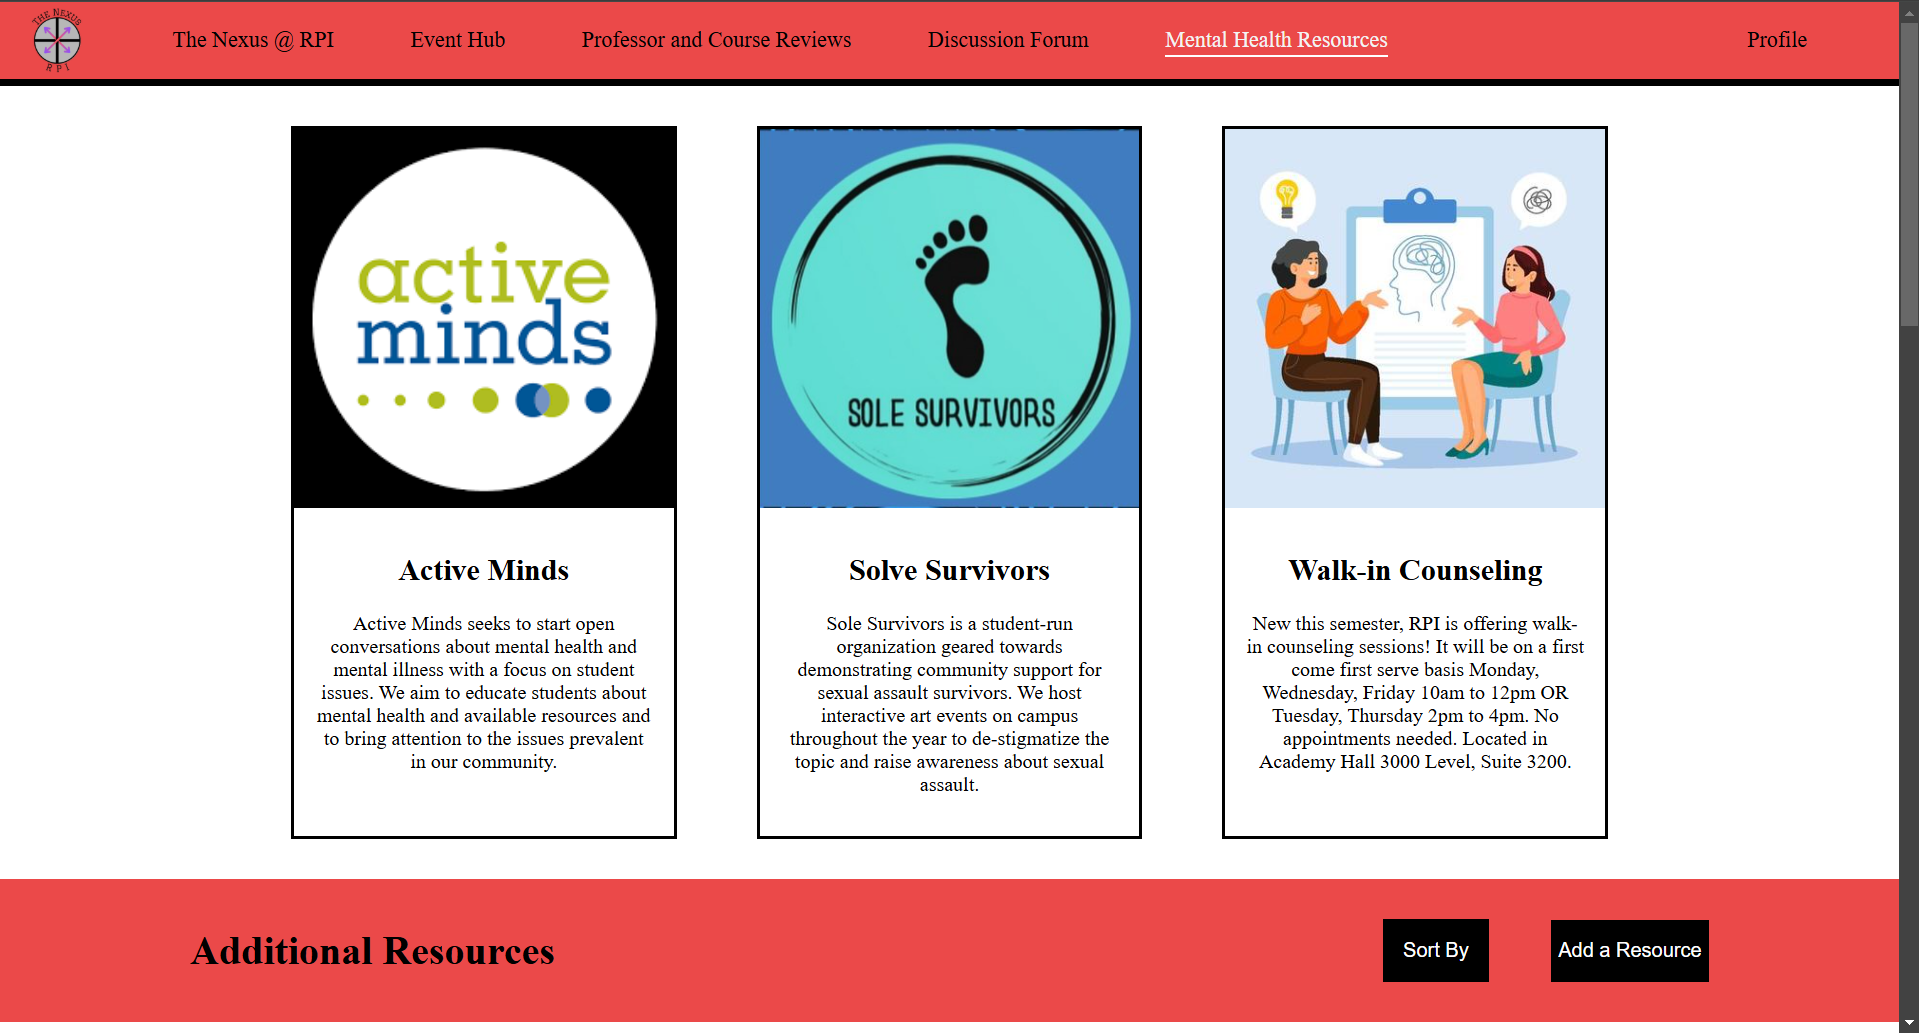 THE NEXUS
RPI
The Nexus @ RPI
Event Hub
Professor and Course Reviews
Discussion Forum
Mental Health Resources
Profile
active
minds
SOLE SURVIVORS
Active Minds
Active Minds seeks to start open
conversations about mental health and
mental illness with a focus on student
issues. We aim to educate students about
mental health and available resources and
to bring attention to the issues prevalent
in our community.
Solve Survivors
Sole Survivors is a student-run
organization geared towards
demonstrating community support for
sexual assault survivors. We host
interactive art events on campus
throughout the year to de-stigmatize the
topic and raise awareness about sexual
assault.
Walk-in Counseling
New this semester, RPI is offering walk-
in counseling sessions! It will be on a first
come first serve basis Monday,
Wednesday, Friday 10am to 12pm OR
Tuesday, Thursday 2pm to 4pm. No
appointments needed. Located in
Academy Hall 3000 Level, Suite 3200.
Additional Resources
Sort By
Add a Resource